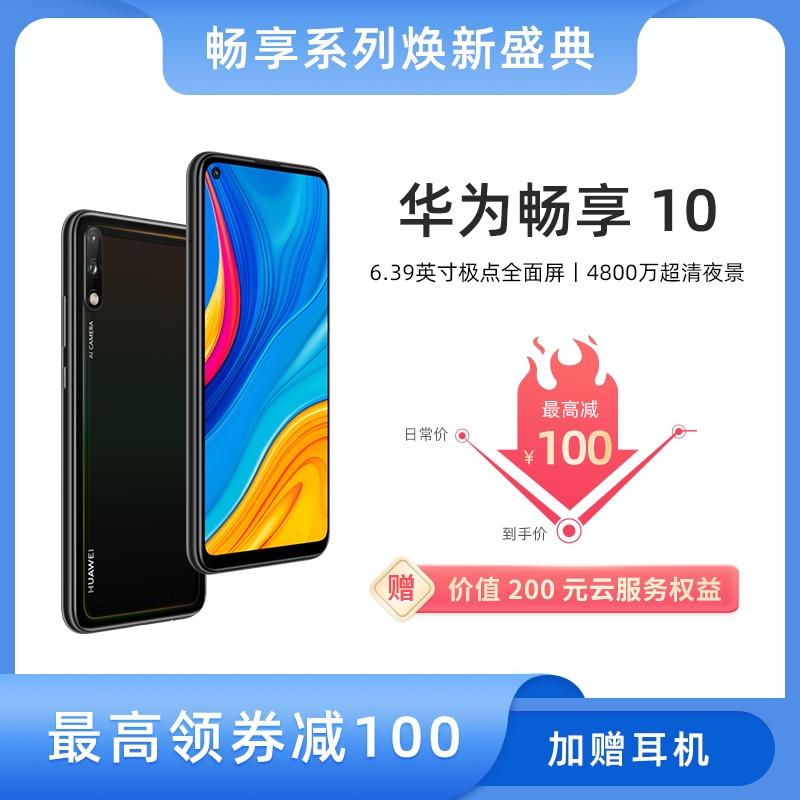 畅享系列焕新盛典
华为畅享 10
6.39英寸极点全面屏丨4800万超清夜景
AI CAMERA
HUAWEI
最高减
¥100
日常价
到手价
赠 价值 200 元云服务权益
最高领券减100
加赠耳机